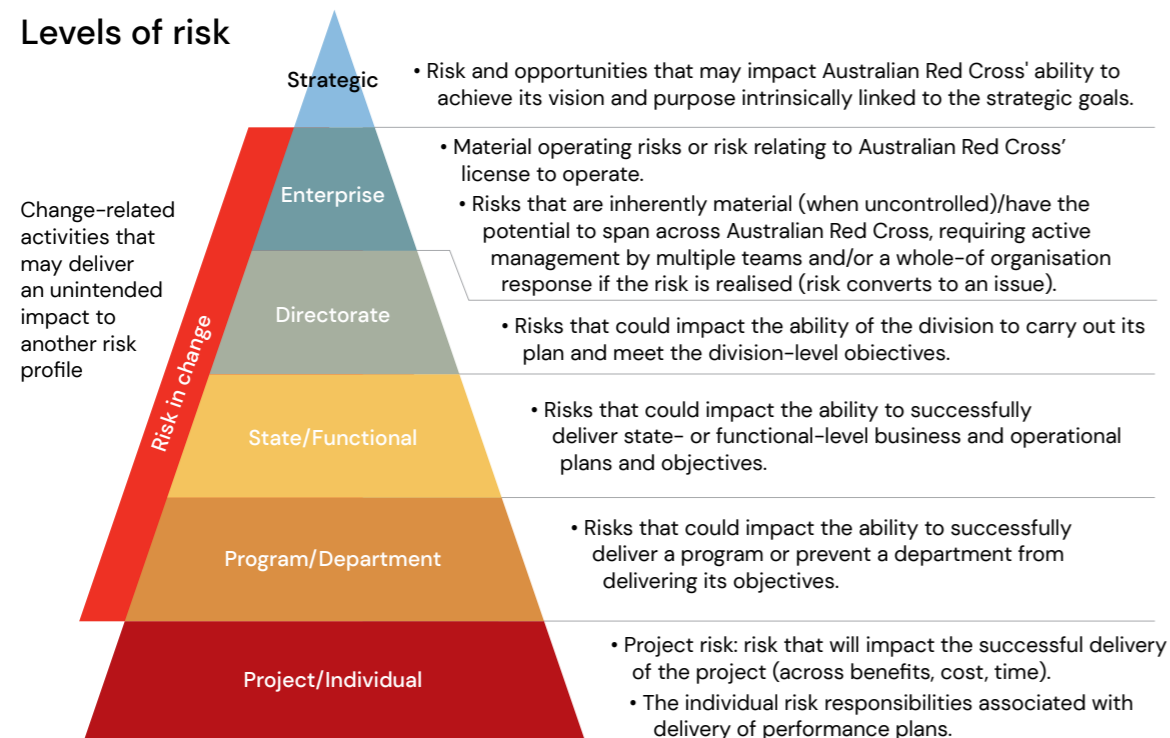 Levels of risk
Strategic
• Risk and opportunities that may impact Australian Red Cross' ability to
achieve its vision and purpose intrinsically linked to the strategic goals.
Change-related
activities that
may deliver
an unintended
impact to
another risk
profile
Risk in change
Enterprise
• Material operating risks or risk relating to Australian Red Cross’
license to operate.
• Risks that are inherently material (when uncontrolled)/have the
potential to span across Australian Red Cross, requiring active
management by multiple teams and/or a whole-of organisation
response if the risk is realised (risk converts to an issue).
Directorate
• Risks that could impact the ability of the division to carry out its
plan and meet the division-level obiectives.
State/Functional
• Risks that could impact the ability to successfully
deliver state- or functional-level business and operational
plans and objectives.
Program/Department
• Risks that could impact the ability to successfully
deliver a program or prevent a department from
delivering its objectives.
Project/Individual
• Project risk: risk that will impact the successful delivery
of the project (across benefits, cost, time).
• The individual risk responsibilities associated with
delivery of performance plans.